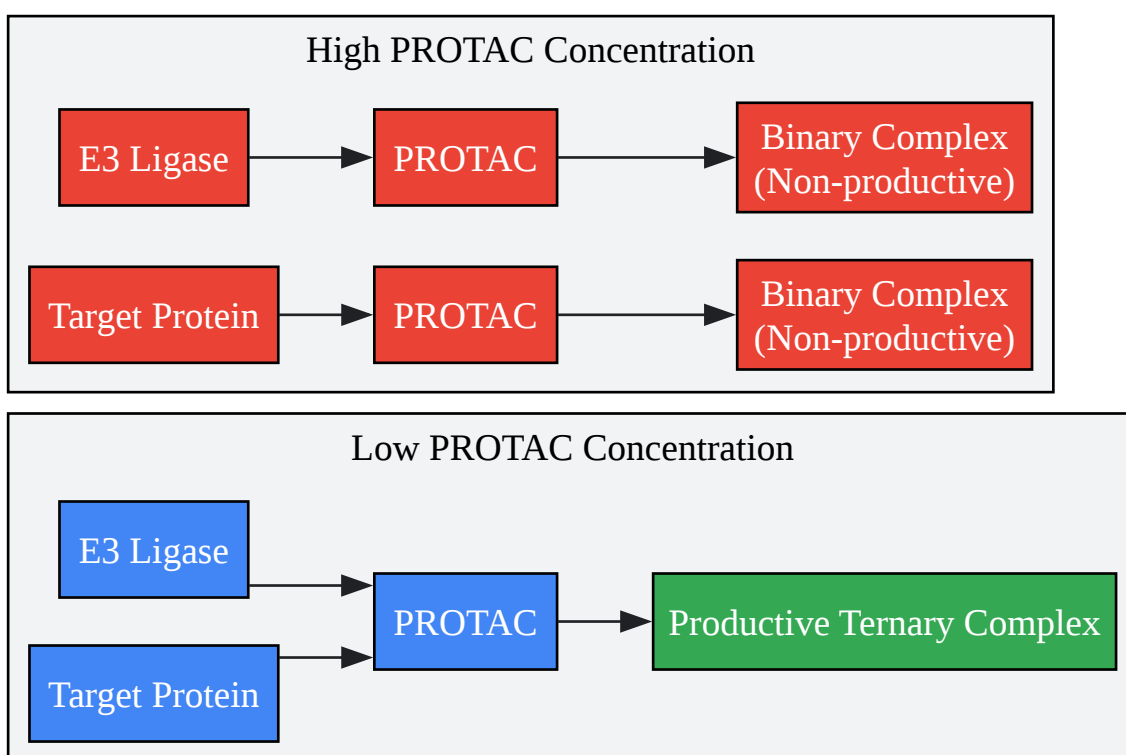 High PROTAC Concentration
E3 Ligase
PROTAC
Binary Complex
(Non-productive)
Target Protein
PROTAC
Binary Complex
(Non-productive)
Low PROTAC Concentration
E3 Ligase
PROTAC
Productive Ternary Complex
Target Protein